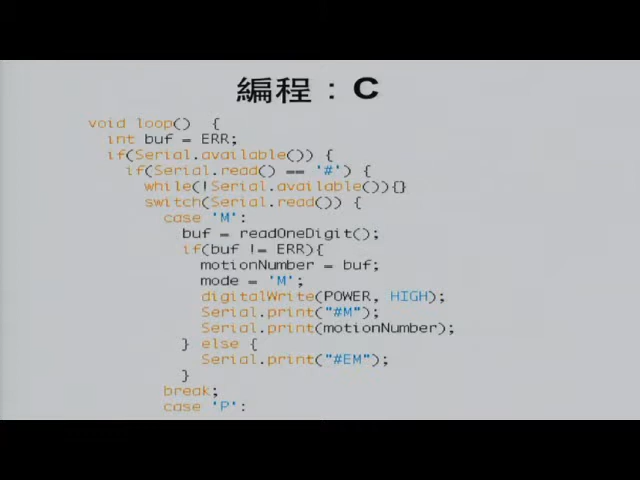 編程：C
void loop() {
int buf = ERR;
if(Serial.available()) {
if(Serial.read() == '#') {
while(!Serial.available()){}
switch(Serial.read()) {
case 'M':
buf = readOneDigit();
if(buf != ERR){
motionNumber = buf;
mode = 'M';
digitalWrite(POWER, HIGH);
Serial.print("#M");
Serial.print(motionNumber);
} else {
Serial.print("#EM");
}
break;
case 'P':